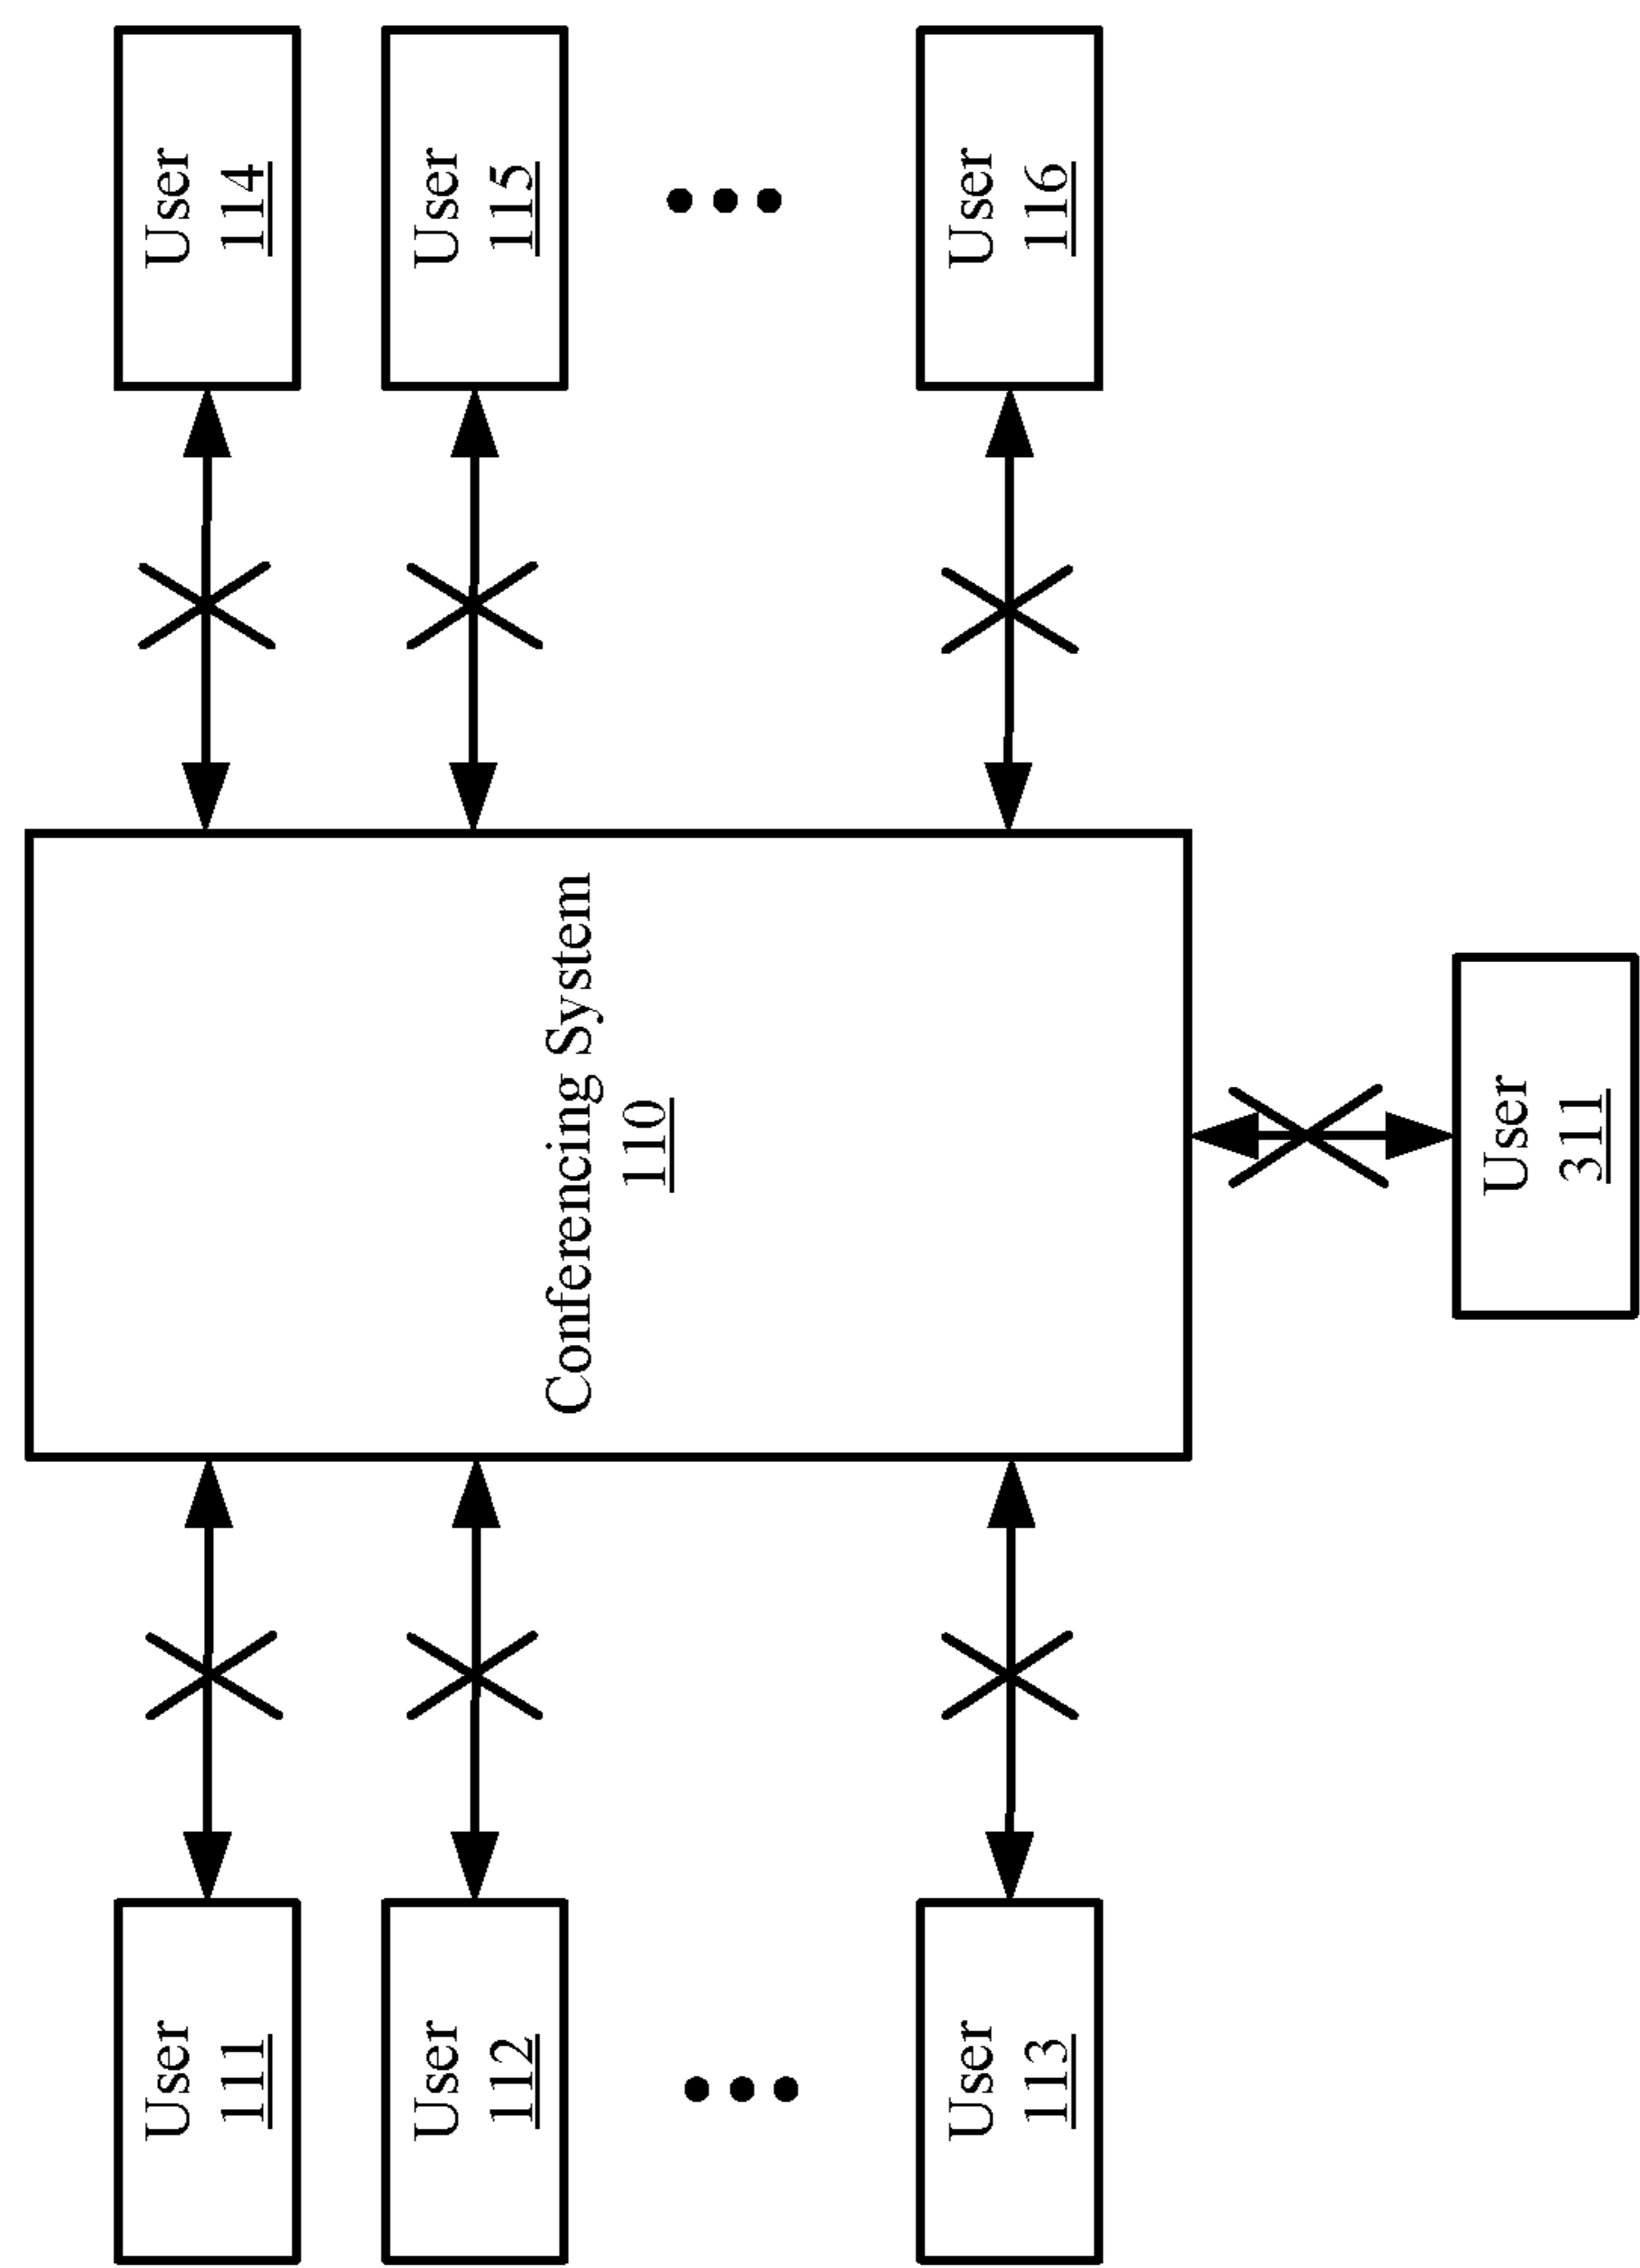 User
111
User
112
User
113
Conferencing System
110
User
114
User
115
User
116
User
311